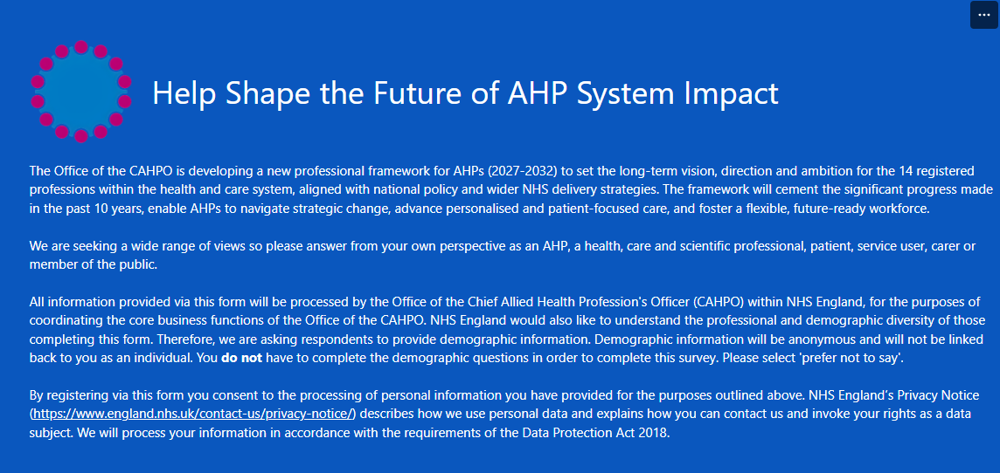 Help Shape the Future of AHP System Impact
The Office of the CAHPO is developing a new professional framework for AHPs (2027-2032) to set the long-term vision, direction and ambition for the 14 registered
professions within the health and care system, aligned with national policy and wider NHS delivery strategies. The framework will cement the significant progress made
in the past 10 years, enable AHPs to navigate strategic change, advance personalised and patient-focused care, and foster a flexible, future-ready workforce.
We are seeking a wide range of views so please answer from your own perspective as an AHP, a health, care and scientific professional, patient, service user, carer or
member of the public.
All information provided via this form will be processed by the Office of the Chief Allied Health Profession's Officer (CAHPO) within NHS England, for the purposes of
coordinating the core business functions of the Office of the CAHPO. NHS England would also like to understand the professional and demographic diversity of those
completing this form. Therefore, we are asking respondents to provide demographic information. Demographic information will be anonymous and will not be linked
back to you as an individual. You do not have to complete the demographic questions in order to complete this survey. Please select 'prefer not to say'.
By registering via this form you consent to the processing of personal information you have provided for the purposes outlined above. NHS England's Privacy Notice
(https://www.england.nhs.uk/contact-us/privacy-notice/) describes how we use personal data and explains how you can contact us and invoke your rights as a data
subject. We will process your information in accordance with the requirements of the Data Protection Act 2018.